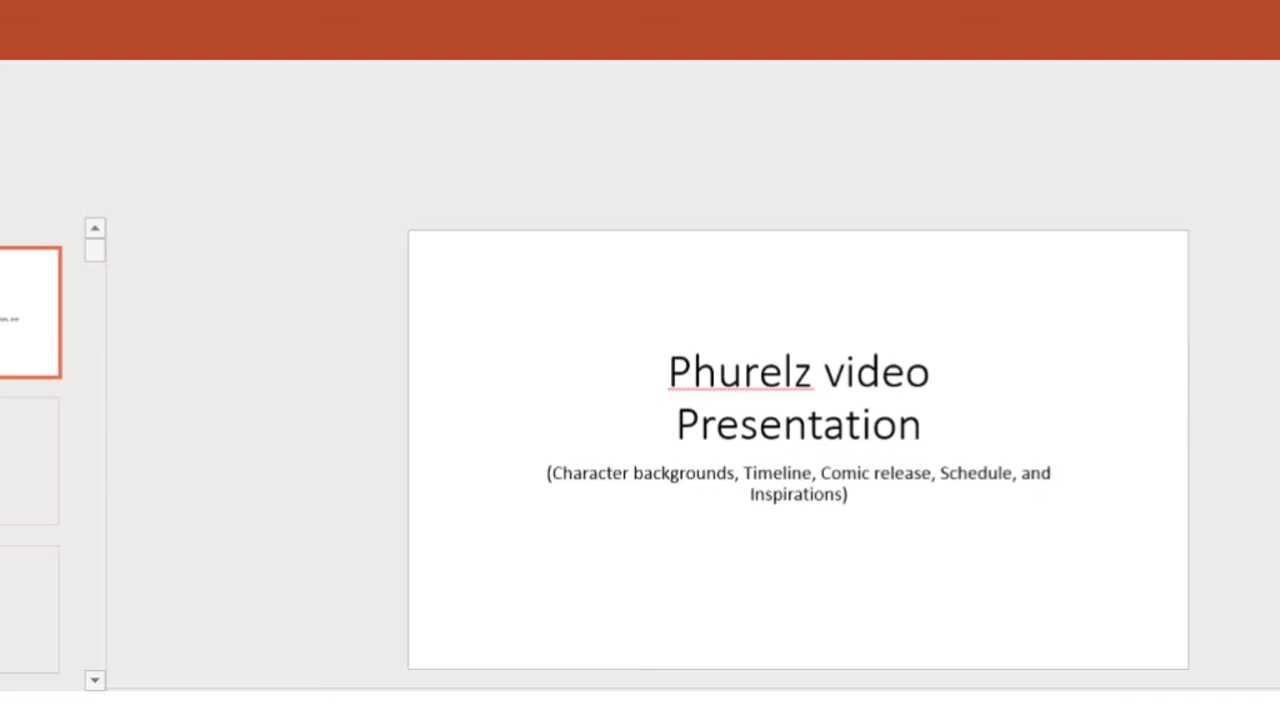 Phurelz video
Presentation
(Character backgrounds, Timeline, Comic release, Schedule, and
Inspirations)